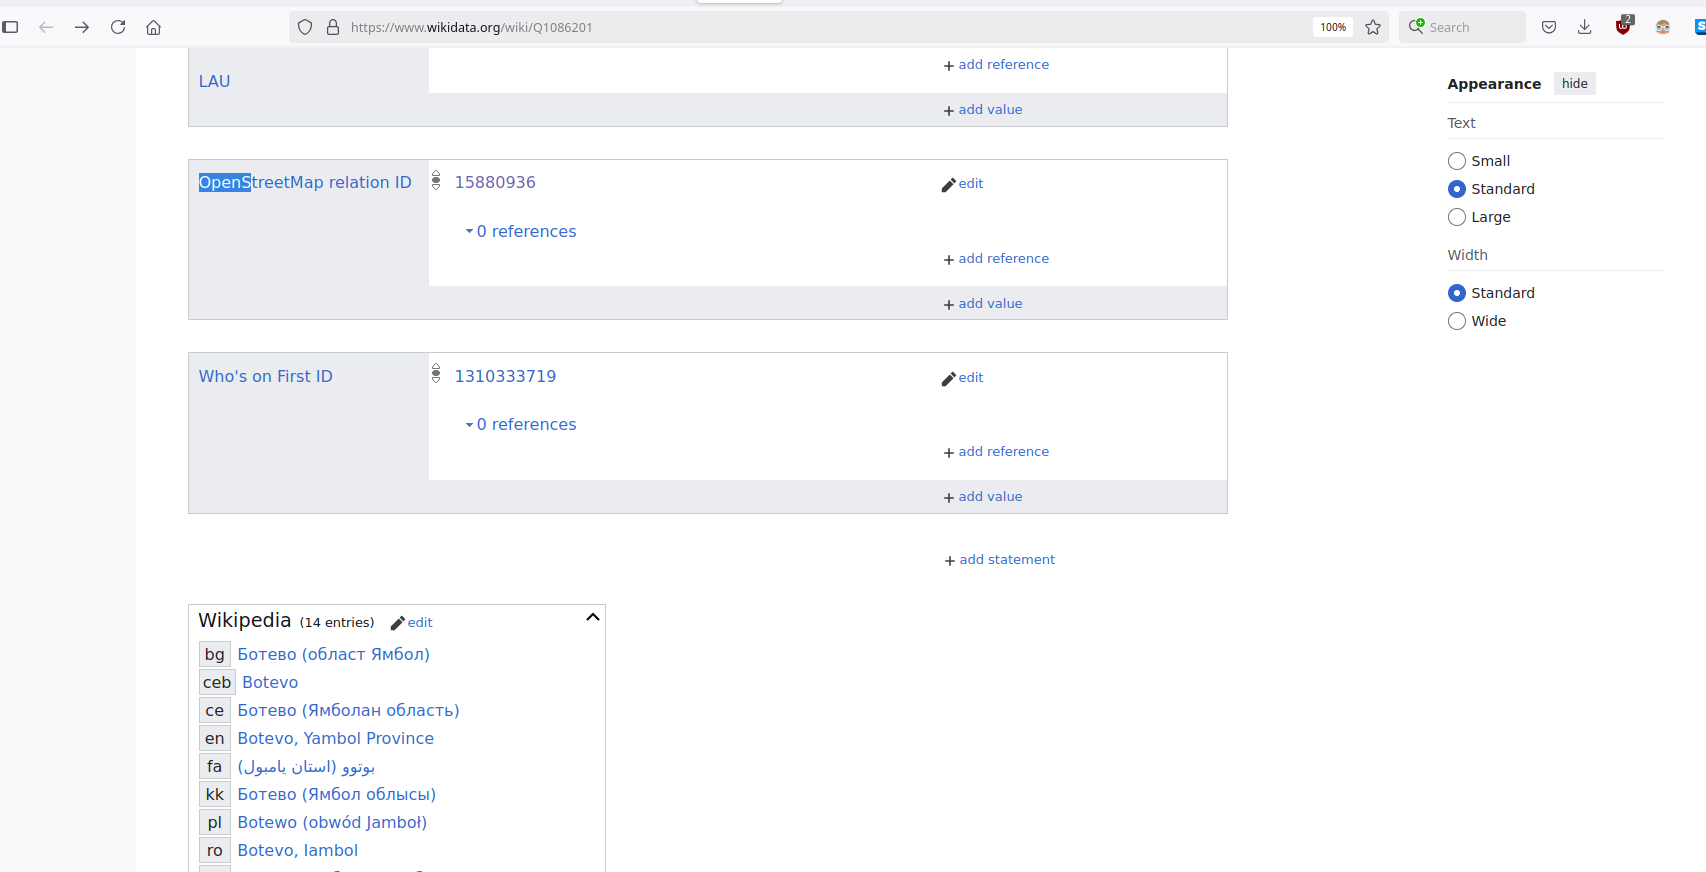 https://www.wikidata.org/wiki/Q1086201
100%
Search
2
LAU
+ add reference
+ add value
OpenStreetMap relation ID
15880936
edit
0 references
+ add reference
+ add value
Who's on First ID
1310333719
edit
0 references
+ add reference
+ add value
+ add statement
Wikipedia (14 entries) edit
bg Ботево (област Ямбол)
ceb Botevo
ce Ботево (Ямболан область)
en Botevo, Yambol Province
fa بوتوو (استان یامبول)
kk Ботево (Ямбол облысы)
pl Botewo (obwód Jamboł)
ro Botevo, Iambol
Appearance hide
Text
Small
Standard
Large
Width
Standard
Wide